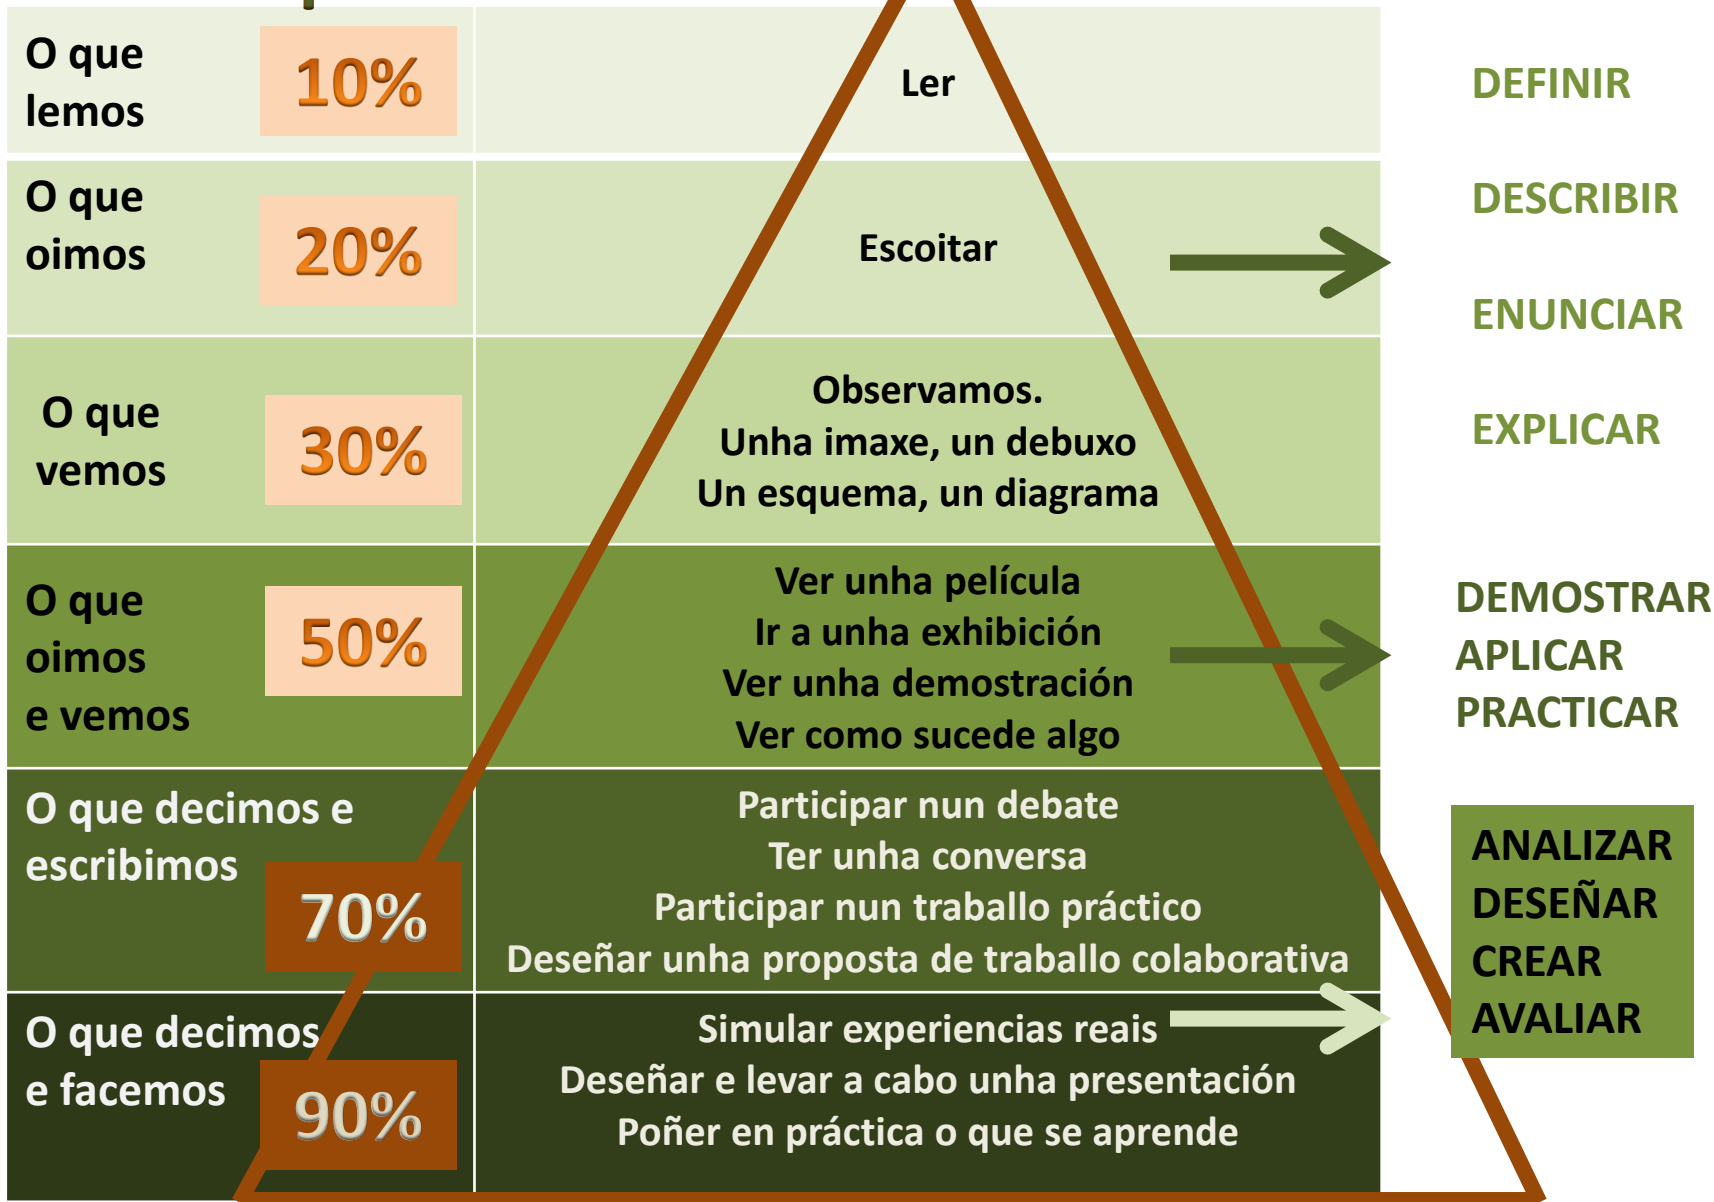 O que
lemos
10%
Ler
DEFINIR
O que
oimos
20%
Escoitar
DESCRIBIR
ENUNCIAR
O que
vemos
30%
Observamos.
Unha imaxe, un debuxo
Un esquema, un diagrama
EXPLICAR
O que
oimos
e vemos
50%
Ver unha película
Ir a unha exhibición
Ver unha demostración
Ver como sucede algo
DEMOSTRAR
APLICAR
PRACTICAR
O que decimos e
escribimos
70%
Participar nun debate
Ter unha conversa
Participar nun traballo práctico
Deseñar unha proposta de traballo colaborativa
ANALIZAR
DESEÑAR
CREAR
AVALIAR
O que decimos
e facemos
90%
Simular experiencias reais
Deseñar e levar a cabo unha presentación
Poñer en práctica o que se aprende